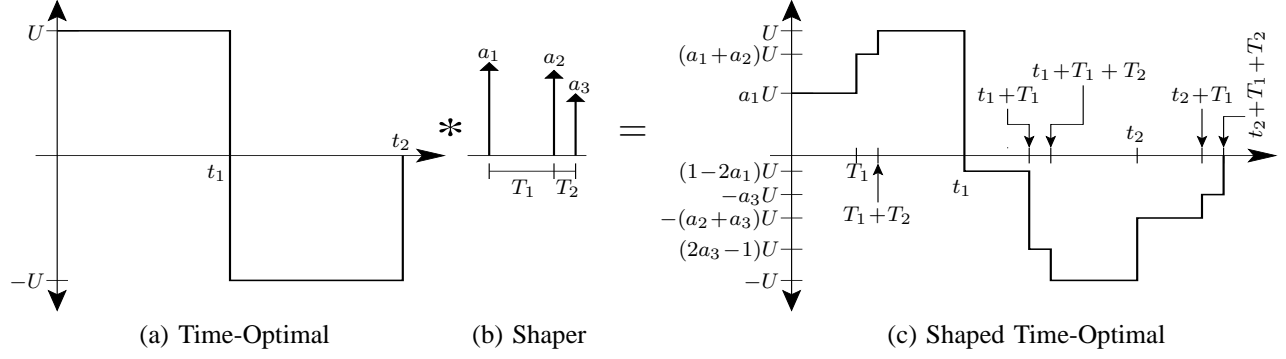 U
t₂
t₁
−U
(a) Time-Optimal
*
a₁
a₂
a₃
T₁
T₂
(b) Shaper
=
U
(a₁+a₂)U
a₁U
(1−2a₁)U
−a₃U
−(a₂+a₃)U
(2a₃−1)U
−U
T₁
T₁+T₂
t₁
t₁+T₁
t₁+T₁+T₂
t₂
t₂+T₁
t₂+T₁+T₂
(c) Shaped Time-Optimal